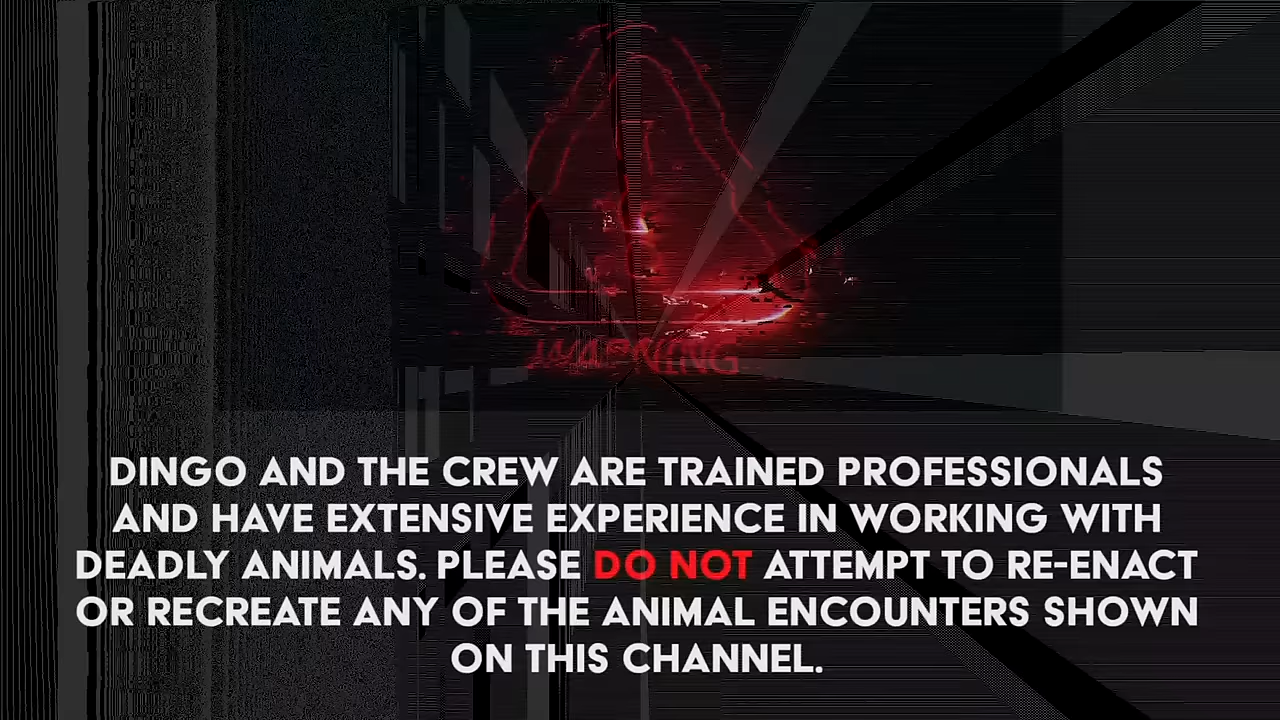 WARNING
DINGO AND THE CREW ARE TRAINED PROFESSIONALS
AND HAVE EXTENSIVE EXPERIENCE IN WORKING WITH
DEADLY ANIMALS. PLEASE DO NOT ATTEMPT TO RE-ENACT
OR RECREATE ANY OF THE ANIMAL ENCOUNTERS SHOWN
ON THIS CHANNEL.